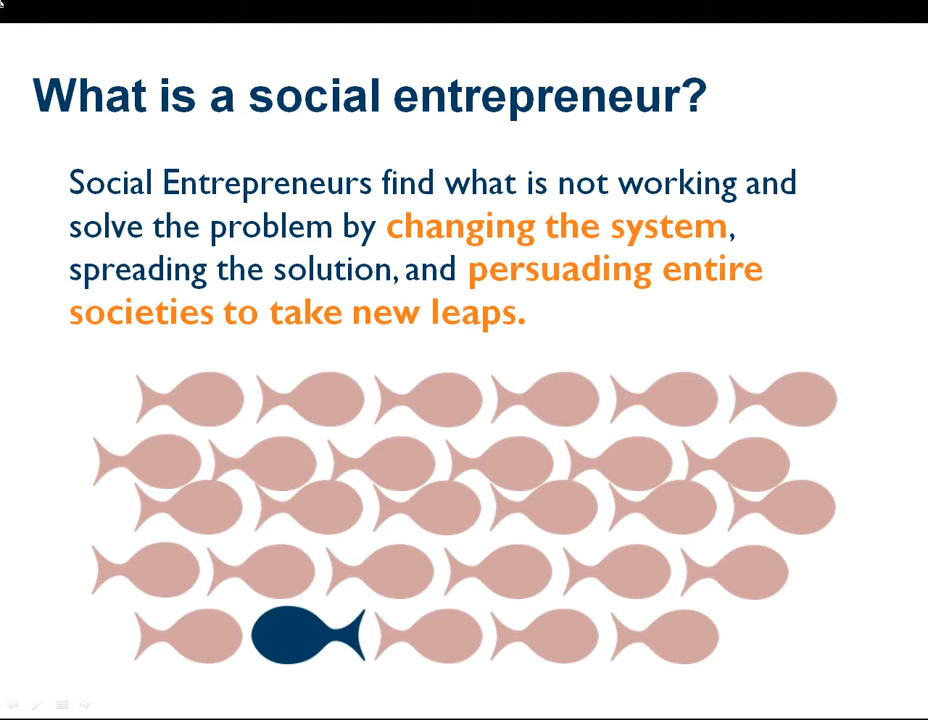 What is a social entrepreneur?
Social Entrepreneurs find what is not working and
solve the problem by changing the system,
spreading the solution, and persuading entire
societies to take new leaps.